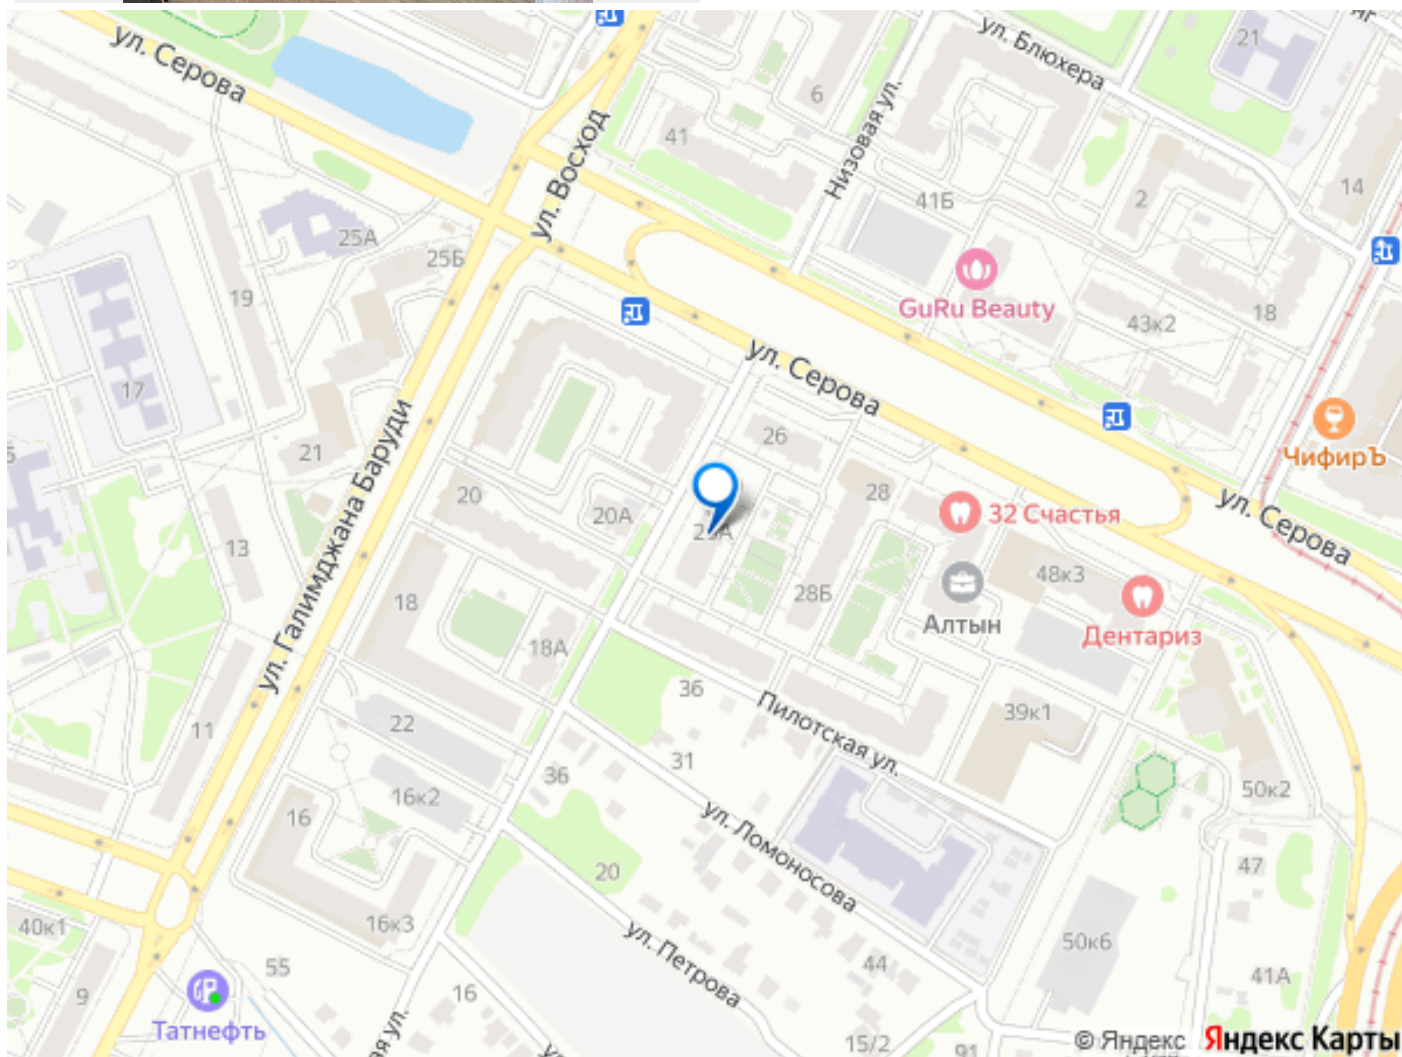 ул. Серова
ул. Блюхера
21
6
41
Низовая ул.
ул. Восход
14
41Б
2
25А
25Б
19
GuRu Beauty
43к2
18
ул. Серова
17
26
ЧифирЪ
21
20
28
32 Счастья
ул. Серова
20А
13
ул. Галимджана Баруди
18
28Б
48к3
Алтын
Дентариз
18А
36
39к1
11
22
Пилотская ул.
31
36
16к2
50к2
16
ул. Ломоносова
20
47
40к1
16к3
50к6
ул. Петрова
44
55
41А
9
16
Татнефть
15/2
91
© Яндекс Яндекс Карты